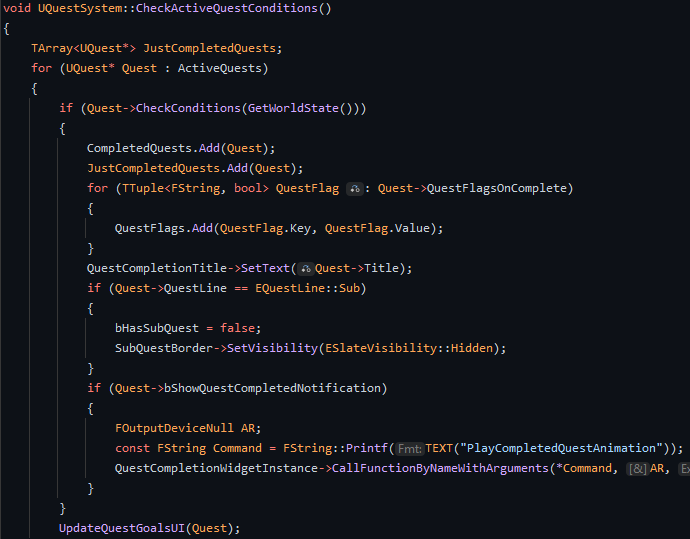 void UQuestSystem::CheckActiveQuestConditions()
{
    TArray<UQuest*> JustCompletedQuests;
    for (UQuest* Quest : ActiveQuests)
    {
        if (Quest->CheckConditions(GetWorldState()))
        {
            CompletedQuests.Add(Quest);
            JustCompletedQuests.Add(Quest);
            for (TTuple<FString, bool> QuestFlag : Quest->QuestFlagsOnComplete)
            {
                QuestFlags.Add(QuestFlag.Key, QuestFlag.Value);
            }
            QuestCompletionTitle->SetText(Quest->Title);
            if (Quest->QuestLine == EQuestLine::Sub)
            {
                bHasSubQuest = false;
                SubQuestBorder->SetVisibility(ESlateVisibility::Hidden);
            }
            if (Quest->bShowQuestCompletedNotification)
            {
                FOutputDeviceNull AR;
                const FString Command = FString::Printf(Fmt: TEXT("PlayCompletedQuestAnimation"));
                QuestCompletionWidgetInstance->CallFunctionByNameWithArguments(*Command, [&]AR, Ex
            }
        }
        UpdateQuestGoalsUI(Quest);